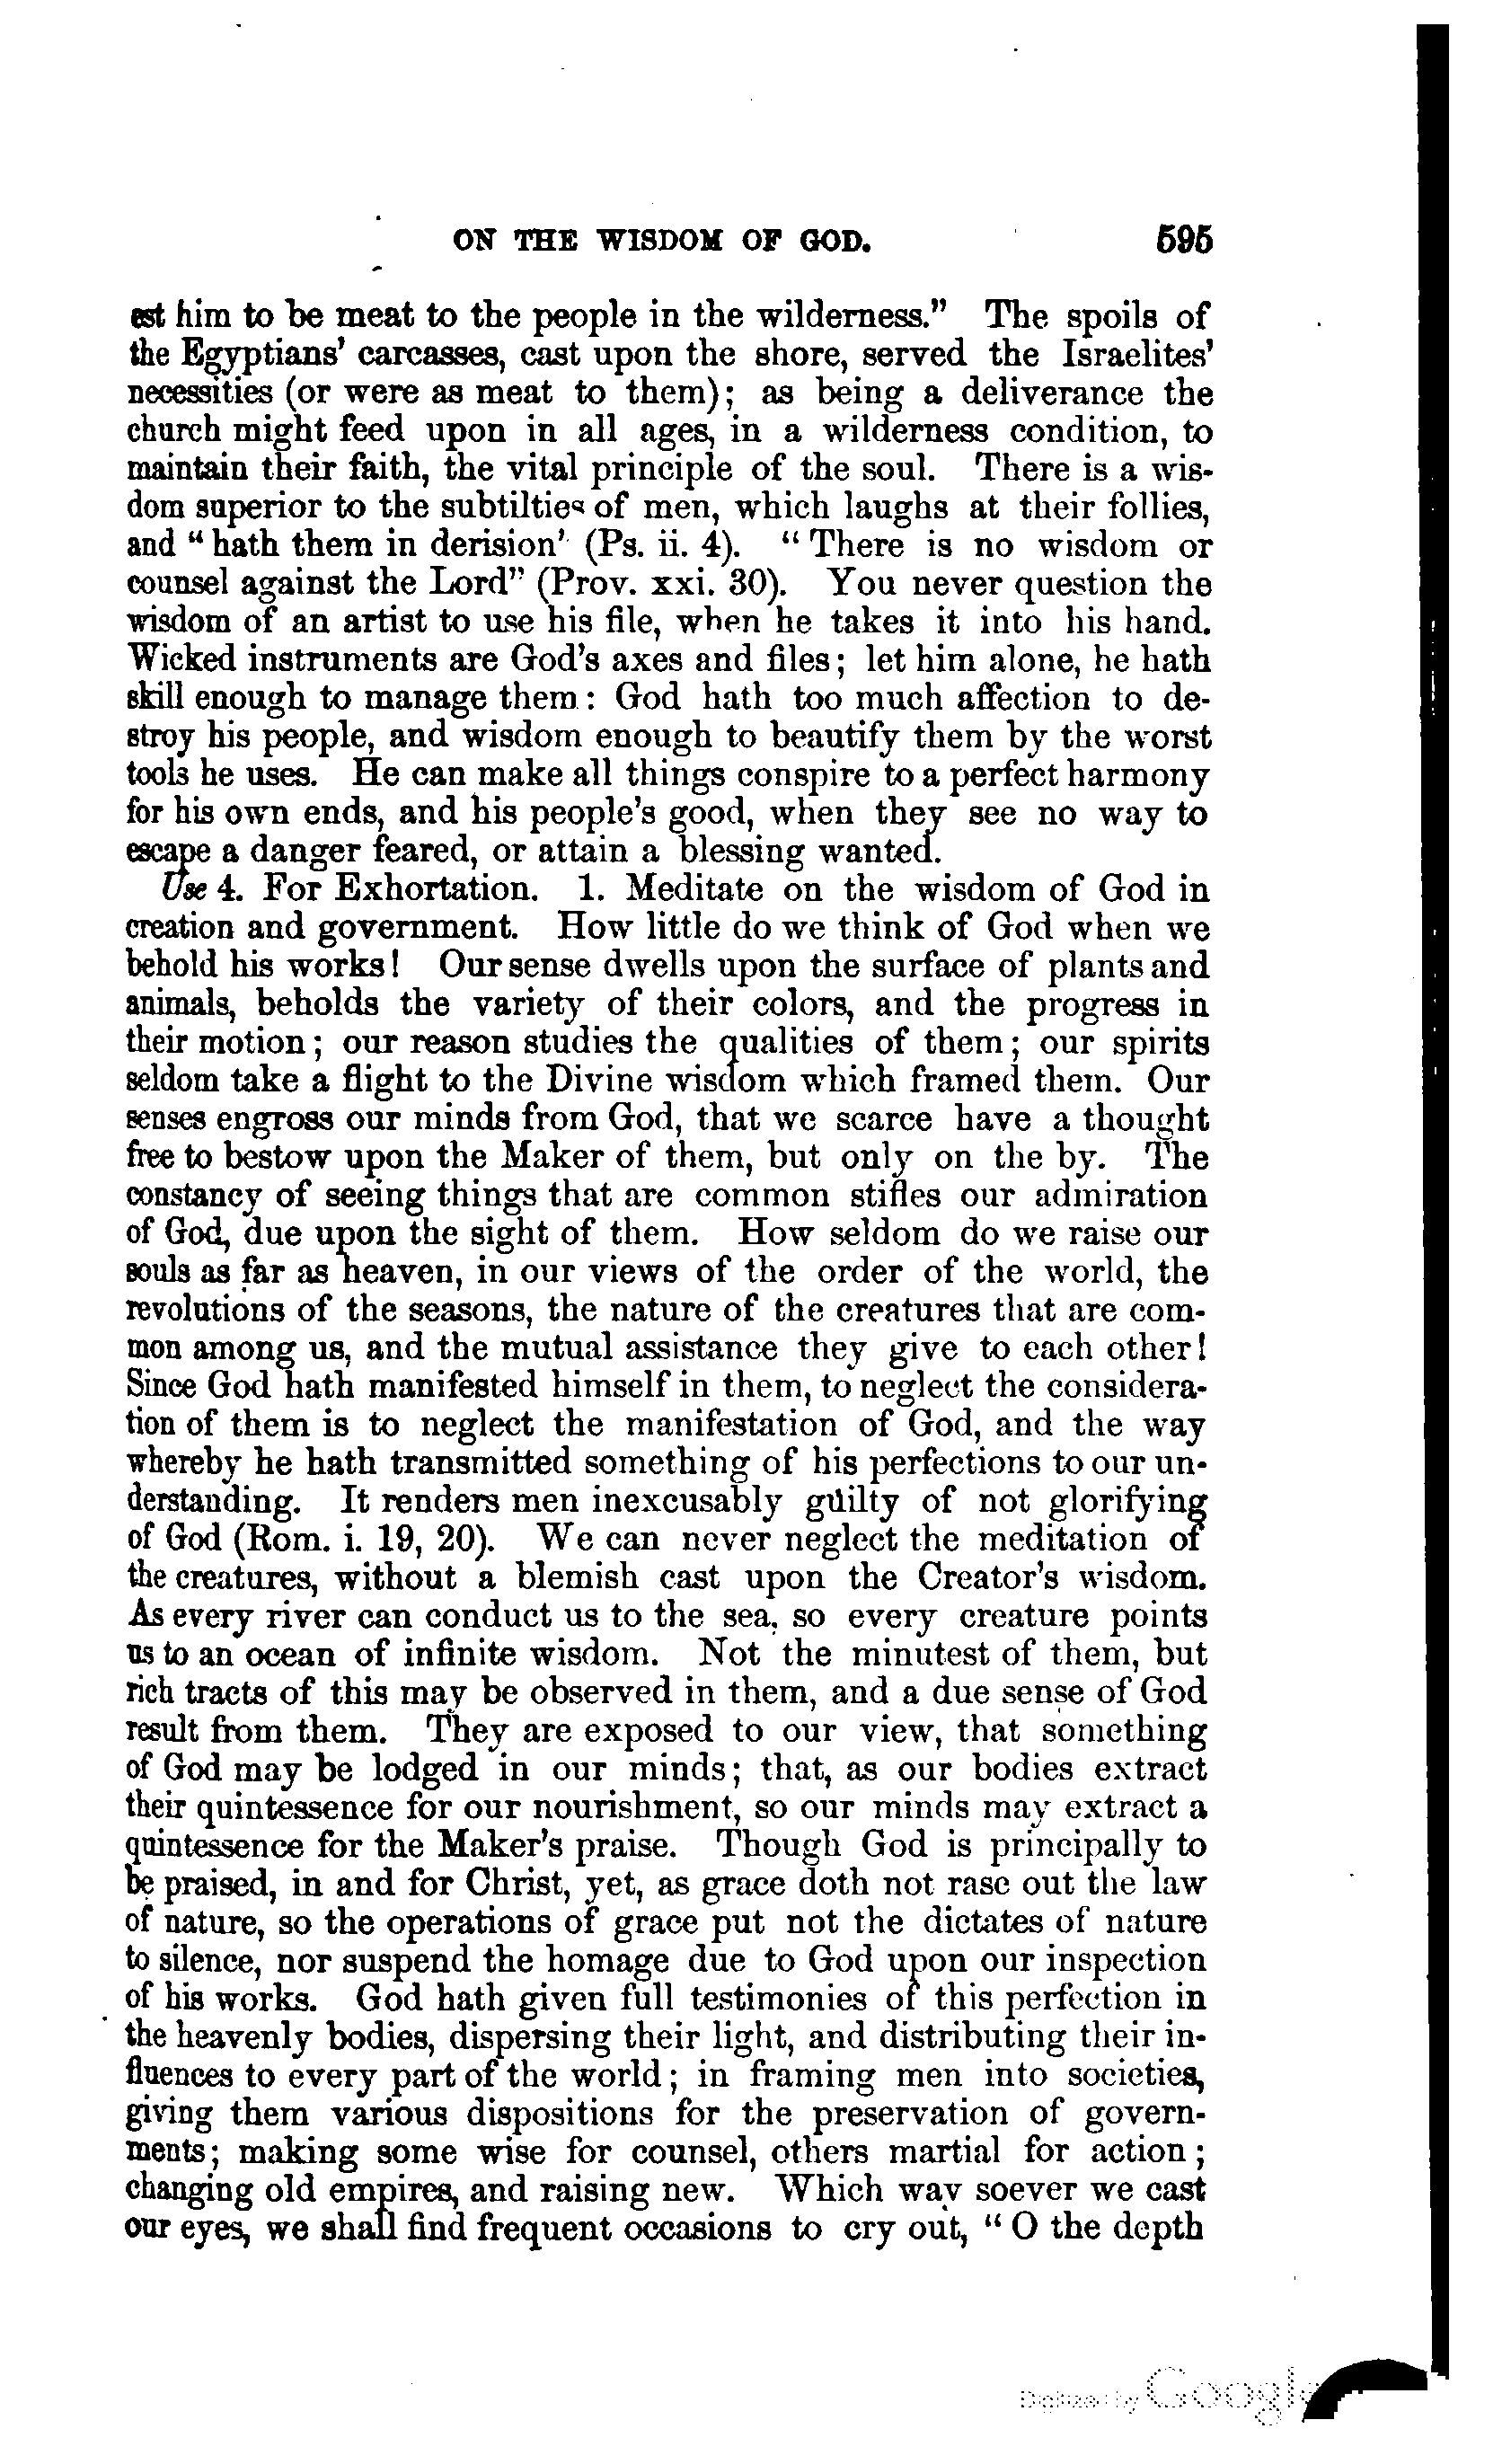 ON THE WISDOM OF GOD. 595
est him to be meat to the people in the wilderness." The spoils of
the Egyptians' carcasses, cast upon the shore, served the Israelites'
necessities (or were as meat to them); as being a deliverance the
church might feed upon in all ages, in a wilderness condition, to
maintain their faith, the vital principle of the soul. There is a wis-
dom superior to the subtilties of men, which laughs at their follies,
and "hath them in derision' (Ps. ii. 4). "There is no wisdom or
counsel against the Lord" (Prov. xxi. 30). You never question the
wisdom of an artist to use his file, when he takes it into his hand.
Wicked instruments are God's axes and files; let him alone, he hath
skill enough to manage them: God hath too much affection to de-
stroy his people, and wisdom enough to beautify them by the worst
tools he uses. He can make all things conspire to a perfect harmony
for his own ends, and his people's good, when they see no way to
escape a danger feared, or attain a blessing wanted.
Use 4. For Exhortation. 1. Meditate on the wisdom of God in
creation and government. How little do we think of God when we
behold his works! Our sense dwells upon the surface of plants and
animals, beholds the variety of their colors, and the progress in
their motion; our reason studies the qualities of them; our spirits
seldom take a flight to the Divine wisdom which framed them. Our
senses engross our minds from God, that we scarce have a thought
free to bestow upon the Maker of them, but only on the by. The
constancy of seeing things that are common stifles our admiration
of God, due upon the sight of them. How seldom do we raise our
souls as far as heaven, in our views of the order of the world, the
revolutions of the seasons, the nature of the creatures that are com-
mon among us, and the mutual assistance they give to each other!
Since God hath manifested himself in them, to neglect the considera-
tion of them is to neglect the manifestation of God, and the way
whereby he hath transmitted something of his perfections to our un-
derstanding. It renders men inexcusably guilty of not glorifying
of God (Rom. i. 19, 20). We can never neglect the meditation of
the creatures, without a blemish cast upon the Creator's wisdom.
As every river can conduct us to the sea, so every creature points
us to an ocean of infinite wisdom. Not the minutest of them, but
rich tracts of this may be observed in them, and a due sense of God
result from them. They are exposed to our view, that something
of God may be lodged in our minds; that, as our bodies extract
their quintessence for our nourishment, so our minds may extract a
quintessence for the Maker's praise. Though God is principally to
be praised, in and for Christ, yet, as grace doth not rase out the law
of nature, so the operations of grace put not the dictates of nature
to silence, nor suspend the homage due to God upon our inspection
of his works. God hath given full testimonies of this perfection in
the heavenly bodies, dispersing their light, and distributing their in-
fluences to every part of the world; in framing men into societies,
giving them various dispositions for the preservation of govern-
ments; making some wise for counsel, others martial for action;
changing old empires, and raising new. Which way soever we cast
our eyes, we shall find frequent occasions to cry out, "O the depth
Digitized by Google